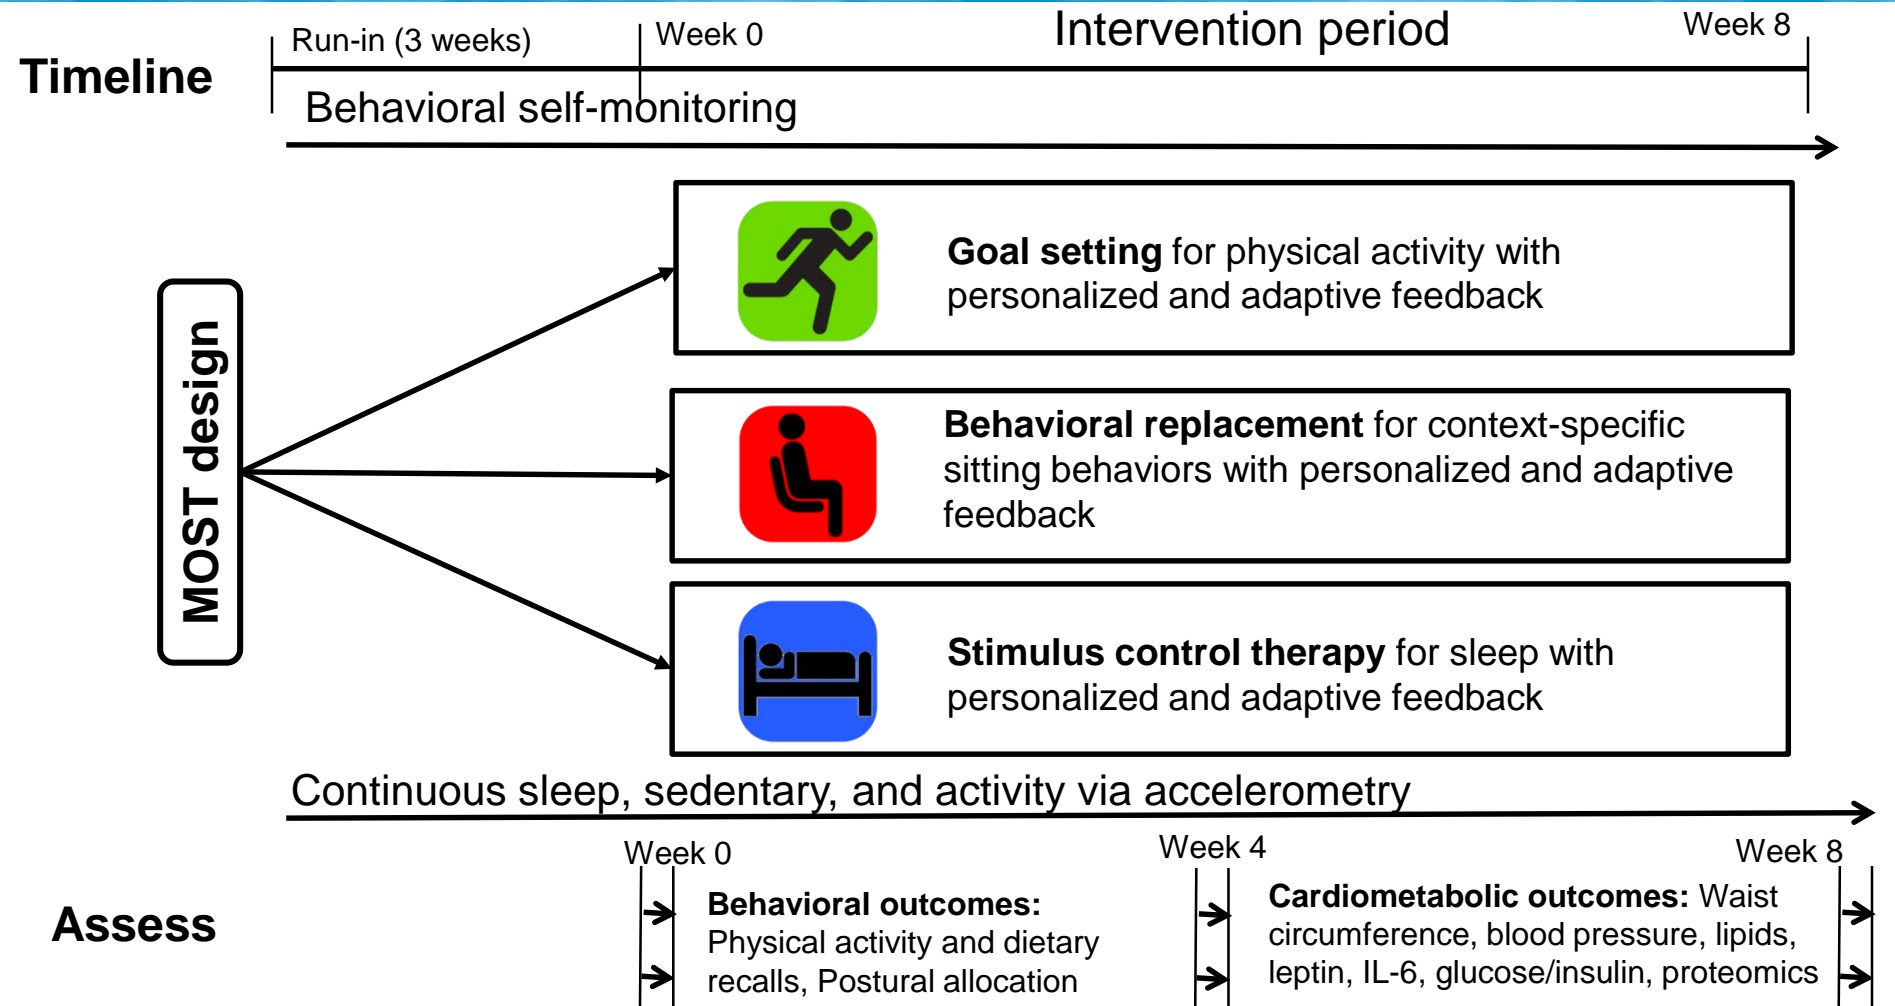 Timeline
Run-in (3 weeks)
Week 0
Intervention period
Week 8
Behavioral self-monitoring
MOST design
Goal setting for physical activity with
personalized and adaptive feedback
Behavioral replacement for context-specific
sitting behaviors with personalized and adaptive
feedback
Stimulus control therapy for sleep with
personalized and adaptive feedback
Continuous sleep, sedentary, and activity via accelerometry
Assess
Week 0
Week 4
Week 8
Behavioral outcomes:
Physical activity and dietary
recalls, Postural allocation
Cardiometabolic outcomes: Waist
circumference, blood pressure, lipids,
leptin, IL-6, glucose/insulin, proteomics